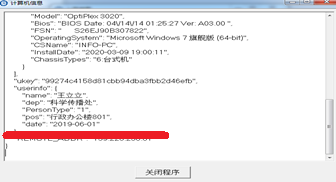 计算机信息
"Model": "OptiPlex 3020",
"Bios": "BIOS Date: 04/14/14 01:25:27 Ver: A03.00 ",
"FSN": " S26EJ90B307822",
"OperatingSystem": "Microsoft Windows 7 旗舰版 (64-bit)",
"CSName": "INFO-PC",
"InstallDate": "2020-03-09 19:00:11",
"ChassisTypes": "6:台式机"
},
"ukey": "99274c4158d81cbb94dba3fbb2d46efb",
"userinfo": {
"name": "王立立",
"dep": "科学传播处",
"PersonType": "1",
"pos": "行政办公楼801",
"date": "2019-06-01"
}
}
关闭程序